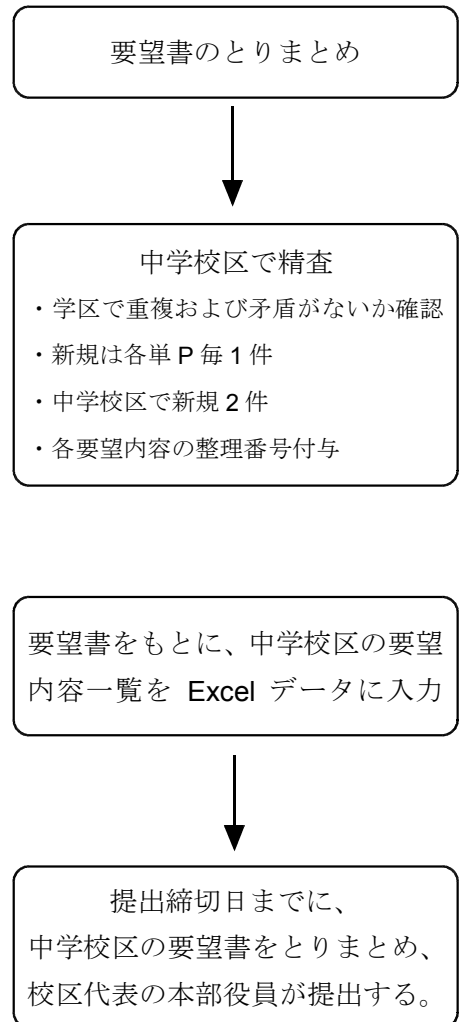 要望書のとりまとめ
中学校区で精査
・学区で重複および矛盾がないか確認
・新規は各単 P 毎 1 件
・中学校区で新規 2 件
・各要望内容の整理番号付与
要望書をもとに、中学校区の要望
内容一覧を Excel データに入力
提出締切日までに、
中学校区の要望書をとりまとめ、
校区代表の本部役員が提出する。